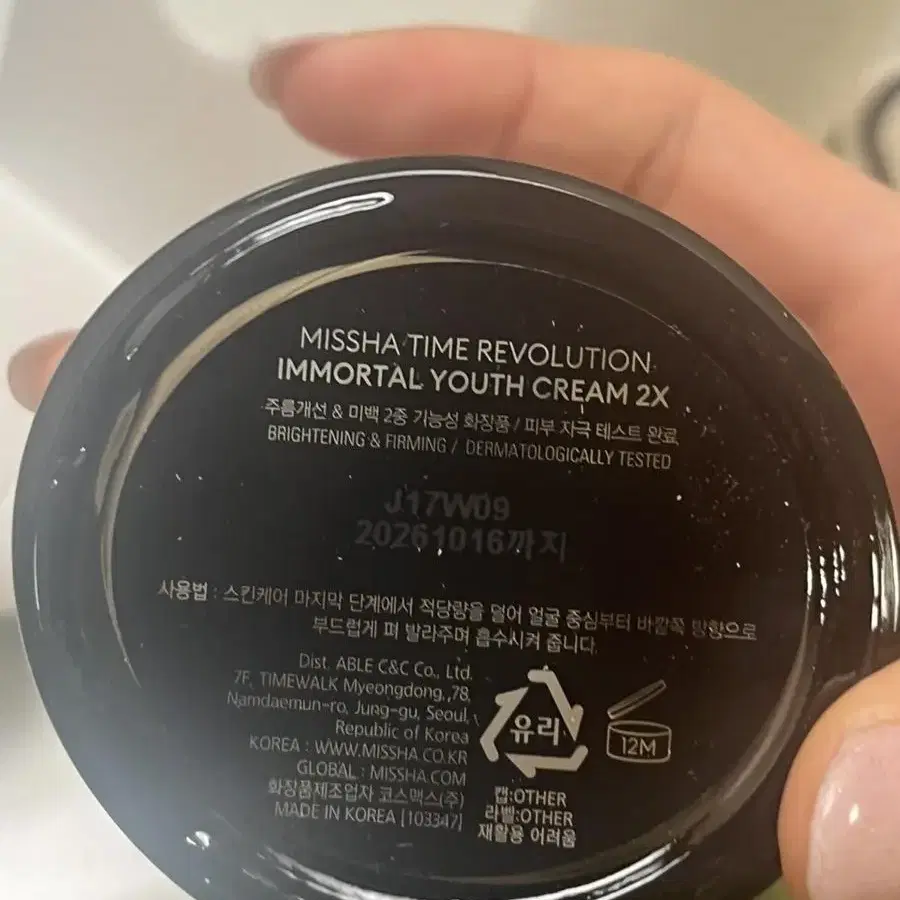 MISSHA TIME REVOLUTION
IMMORTAL YOUTH CREAM 2X
주름개선 & 미백 2중 기능성 화장품 / 피부 자극 테스트 완료
BRIGHTENING & FIRMING / DERMATOLOGICALLY TESTED
J17W09
20261016까지
사용법 : 스킨케어 마지막 단계에서 적당량을 덜어 얼굴 중심부터 바깥쪽 방향으로
부드럽게 펴 발라주며 흡수시켜 줍니다.
Dist. ABLE C&C Co., Ltd.
7F, TIMEWALK Myeongdong, 78,
Namdaemun-ro, Jung-gu, Seoul,
Republic of Korea
KOREA : WWW.MISSHA.CO.KR
GLOBAL : MISSHA.COM
화장품제조업자 코스맥스(주)
MADE IN KOREA [103347]
유리
12M
캡:OTHER
라벨:OTHER
재활용 어려움